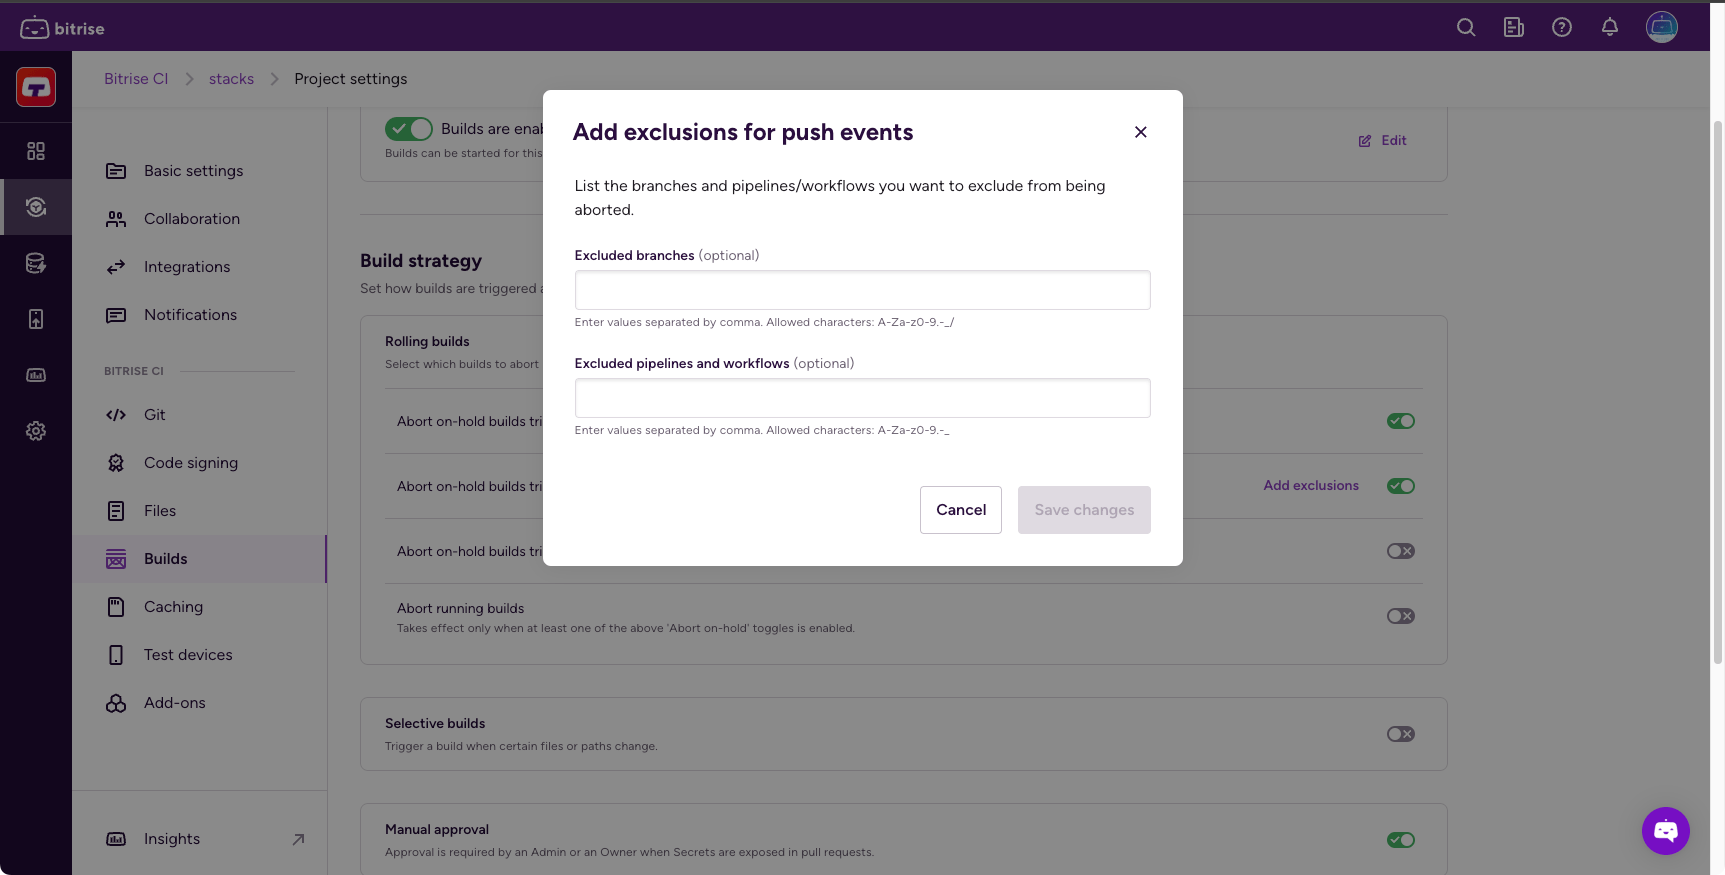 bitrise
Bitrise CI
stacks
Project settings
Basic settings
Collaboration
Integrations
Notifications
BITRISE CI
Git
Code signing
Files
Builds
Caching
Test devices
Add-ons
Insights
Builds are enab
Builds can be started for this
Edit
Build strategy
Set how builds are triggered a
Rolling builds
Select which builds to abort
Abort on-hold builds tri
Abort on-hold builds tri
Add exclusions
Abort on-hold builds tri
Abort running builds
Takes effect only when at least one of the above 'Abort on-hold' toggles is enabled.
Selective builds
Trigger a build when certain files or paths change.
Manual approval
Approval is required by an Admin or an Owner when Secrets are exposed in pull requests.
Add exclusions for push events
List the branches and pipelines/workflows you want to exclude from being
aborted.
Excluded branches (optional)
Enter values separated by comma. Allowed characters: A-Za-z0-9.-_/
Excluded pipelines and workflows (optional)
Enter values separated by comma. Allowed characters: A-Za-z0-9.-_
Cancel
Save changes